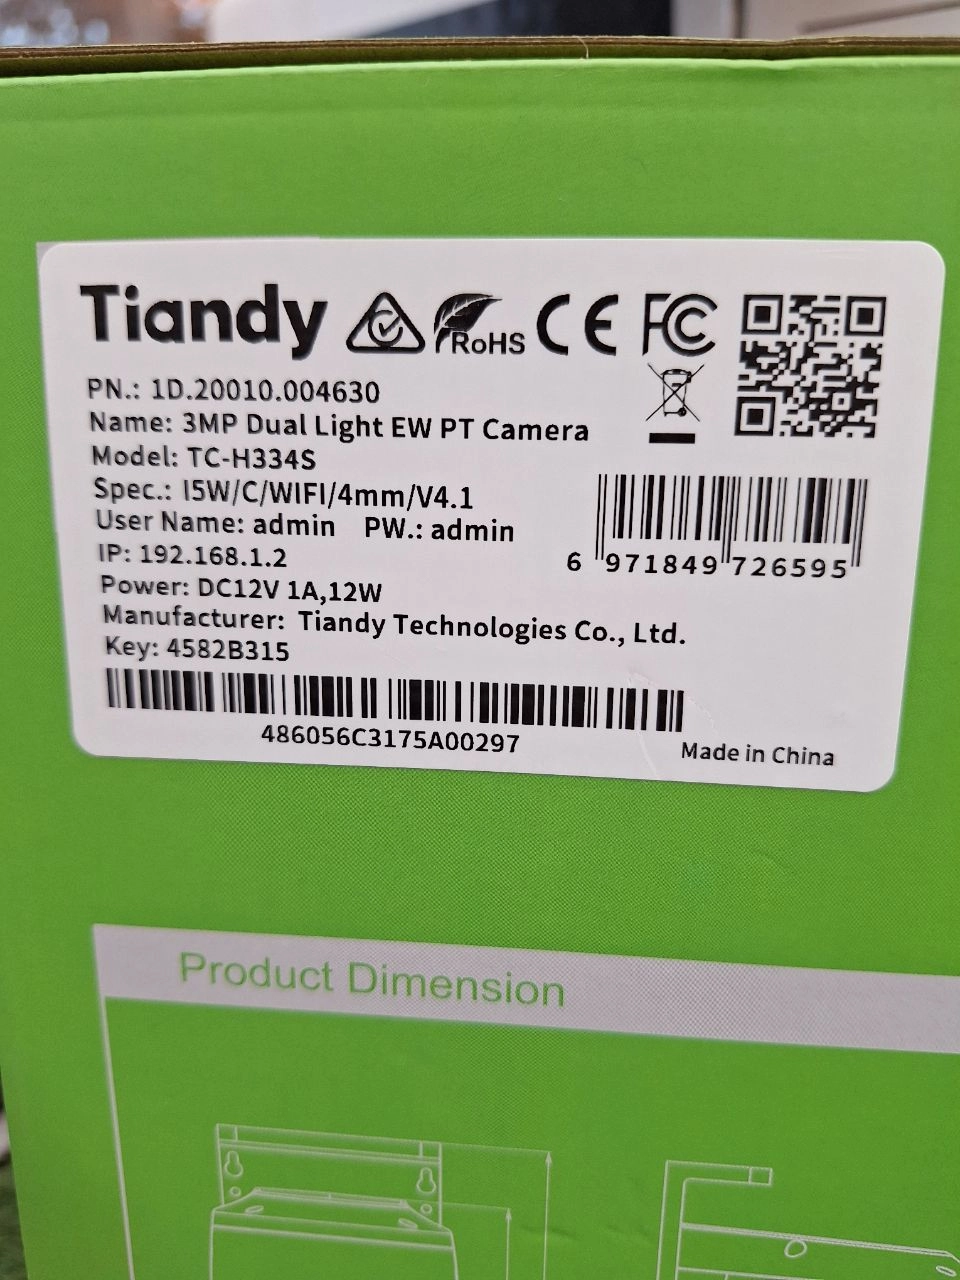 Tiandy RoHS CE FC
PN.: 1D.20010.004630
Name: 3MP Dual Light EW PT Camera
Model: TC-H334S
Spec.: I5W/C/WIFI/4mm/V4.1
User Name: admin PW.: admin
IP: 192.168.1.2
6 971849 726595
Power: DC12V 1A,12W
Manufacturer: Tiandy Technologies Co., Ltd.
Key: 4582B315
486056C3175A00297
Made in China
Product Dimension